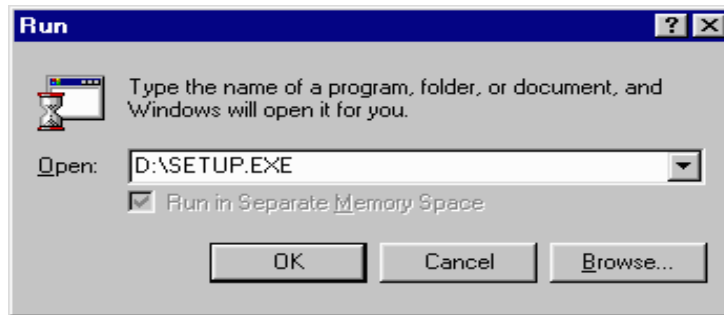 Run
Type the name of a program, folder, or document, and
Windows will open it for you.
Open: D:\SETUP.EXE
Run in Separate Memory Space
OK Cancel Browse...